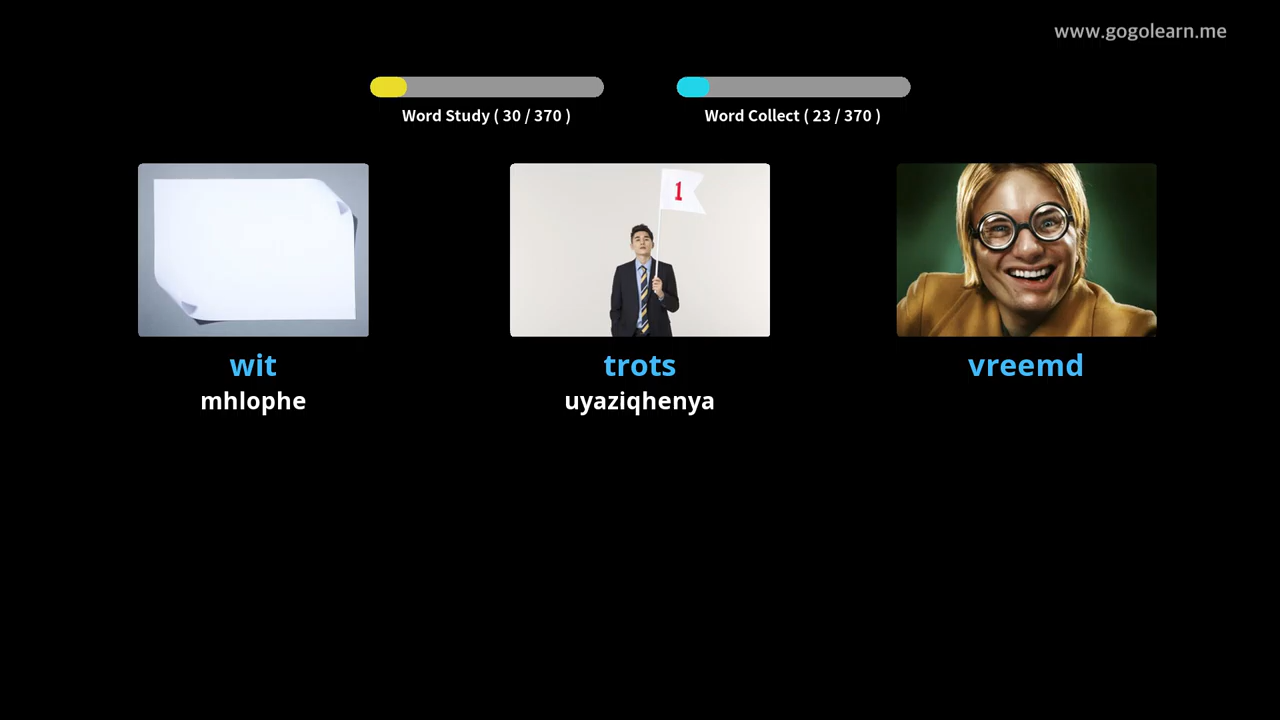 www.gogolearn.me
Word Study ( 30 / 370 )
Word Collect ( 23 / 370 )
1
wit
trots
vreemd
mhlophe
uyaziqhenya